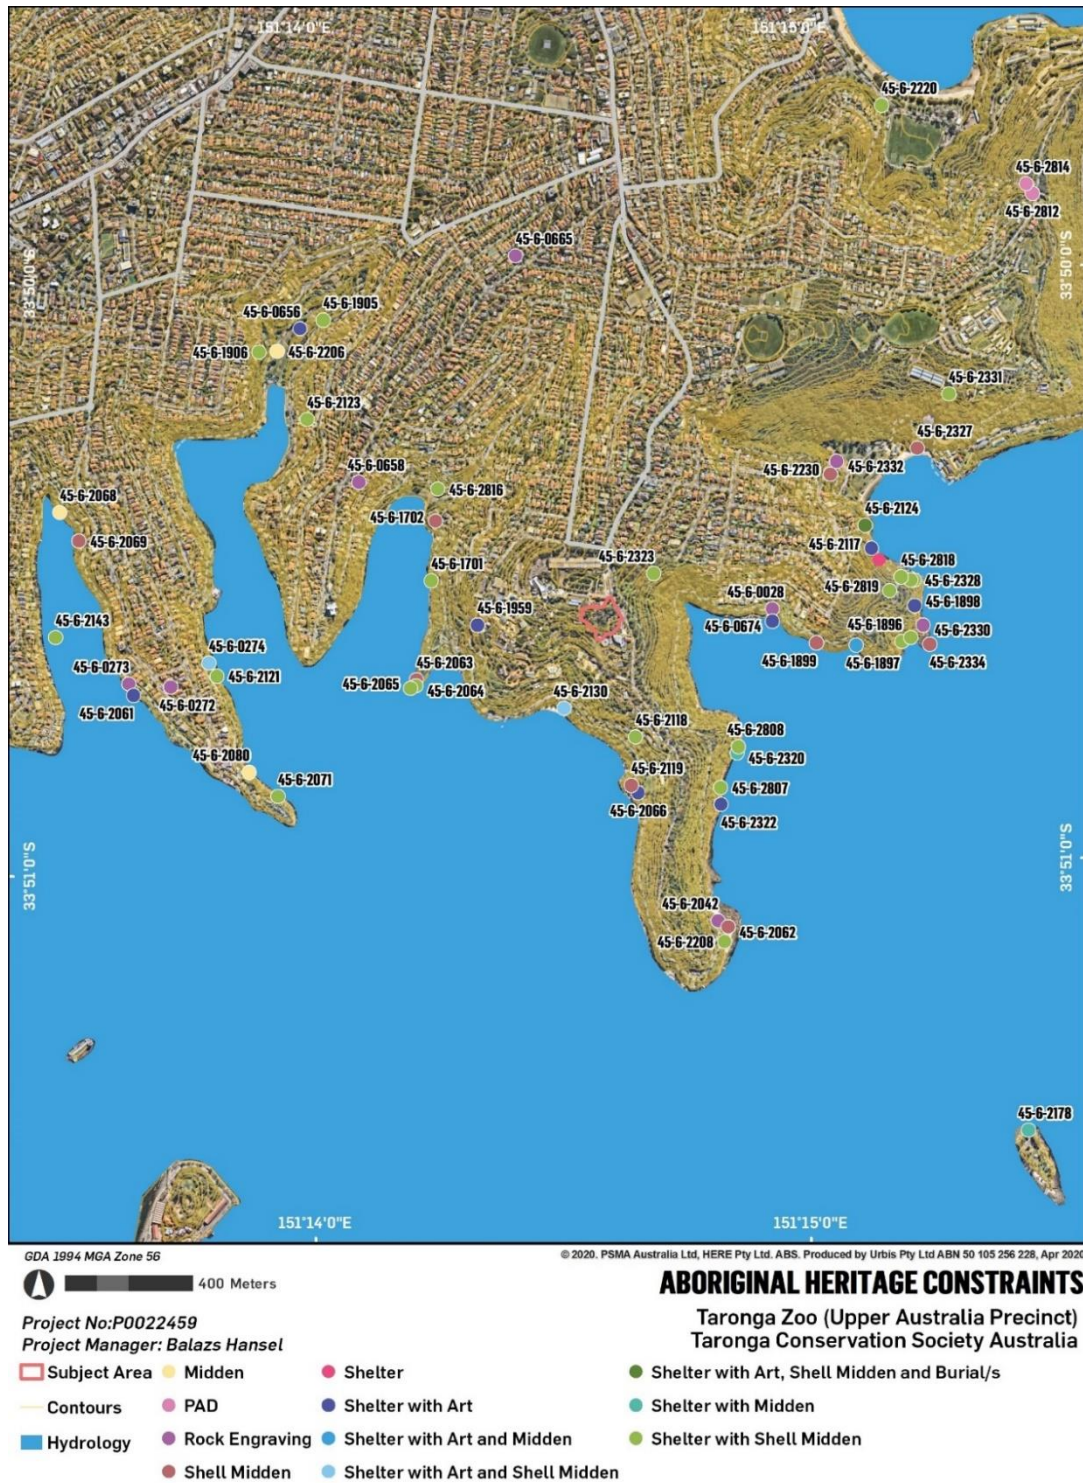 151°14'0"E
151°15'0"E
45-6-2220
45-6-2814
45-6-2812
33°50'0"S
33°50'0"S
45-6-0665
45-6-1905
45-6-0656
45-6-1906
45-6-2206
45-6-2331
45-6-2123
45-6-2327
45-6-0658
45-6-2332
45-6-2230
45-6-2816
45-6-2068
45-6-1702
45-6-2124
45-6-2069
45-6-2117
45-6-2323
45-6-2818
45-6-1701
45-6-2328
45-6-2819
45-6-1959
45-6-0028
45-6-1898
45-6-2143
45-6-0674
45-6-1896
45-6-2330
45-6-0274
45-6-1899
45-6-1897
45-6-2334
45-6-0273
45-6-2063
45-6-2121
45-6-2065
45-6-2064
45-6-2130
45-6-2061
45-6-0272
45-6-2118
45-6-2808
45-6-2080
45-6-2320
45-6-2119
45-6-2071
45-6-2807
45-6-2066
45-6-2322
33°51'0"S
33°51'0"S
45-6-2042
45-6-2062
45-6-2208
45-6-2178
151°14'0"E
151°15'0"E
GDA 1994 MGA Zone 56
© 2020. PSMA Australia Ltd, HERE Pty Ltd. ABS. Produced by Urbis Pty Ltd ABN 50 105 256 228, Apr 2020
400 Meters
ABORIGINAL HERITAGE CONSTRAINTS
Project No:P0022459
Taronga Zoo (Upper Australia Precinct)
Project Manager: Balazs Hansel
Taronga Conservation Society Australia
Subject Area
Contours
Hydrology
Midden
PAD
Rock Engraving
Shell Midden
Shelter
Shelter with Art
Shelter with Art and Midden
Shelter with Art and Shell Midden
Shelter with Art, Shell Midden and Burial/s
Shelter with Midden
Shelter with Shell Midden